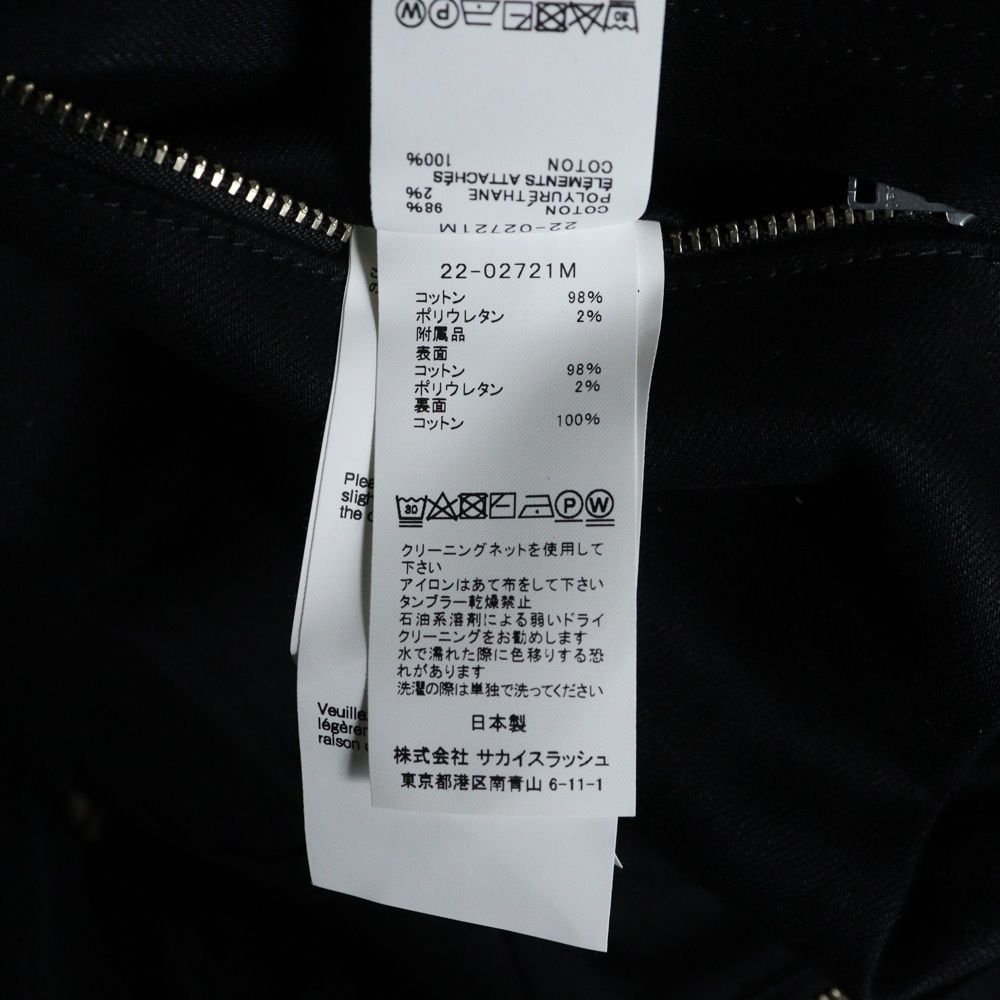 COTON 98%
POLYURÉTHANE 2%
ÉLÉMENTS ATTACHÉS
COTON 100%
22-02721M
22-02721M
コットン 98%
ポリウレタン 2%
附属品
表面
コットン 98%
ポリウレタン 2%
裏面
コットン 100%
30 P W
クリーニングネットを使用して
下さい
アイロンはあて布をして下さい
タンブラー乾燥禁止
石油系溶剤による弱いドライ
クリーニングをお勧めします
水で濡れた際に色移りする恐
れがあります
洗濯の際は単独で洗ってください
日本製
株式会社 サカイスラッシュ
東京都港区南青山 6-11-1
the
légèrer
raison